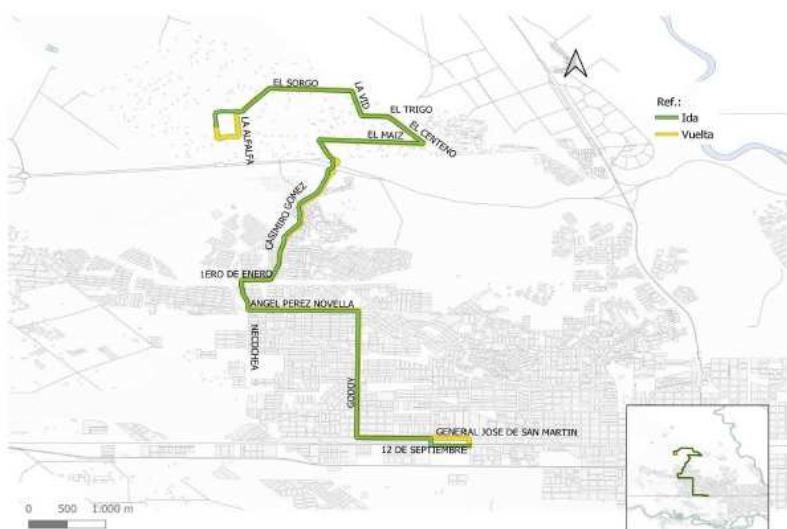 EL SORGO
LA VID
EL TRIGO
EL CENTENO
Ref.:
Ida
Vuelta
LA ALFALFA
EL MAIZ
CASIMIRO GOMEZ
1ERO DE ENERO
ANGEL PEREZ NOVELLA
NECOCHEA
GODOY
GENERAL JOSE DE SAN MARTIN
12 DE SEPTIEMBRE
0 500 1.000 m